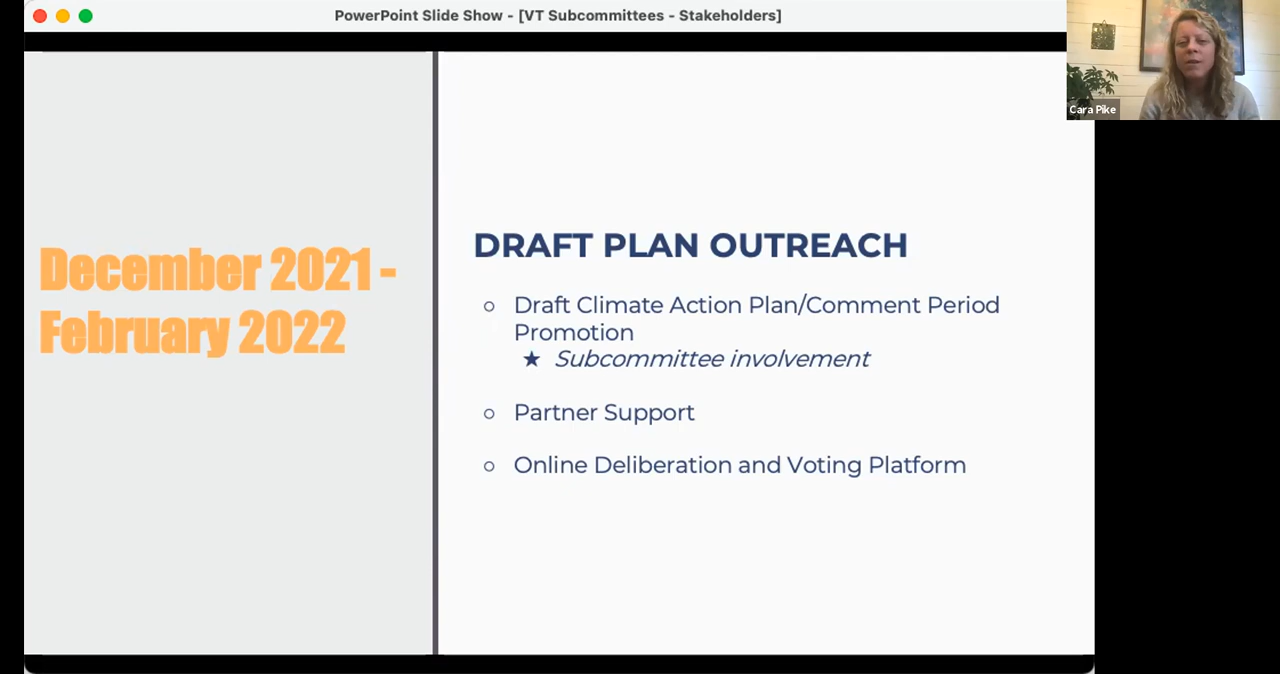 PowerPoint Slide Show - [VT Subcommittees - Stakeholders]
Cara Pike
December 2021 -
February 2022
DRAFT PLAN OUTREACH
○ Draft Climate Action Plan/Comment Period
Promotion
★ Subcommittee involvement
○ Partner Support
○ Online Deliberation and Voting Platform